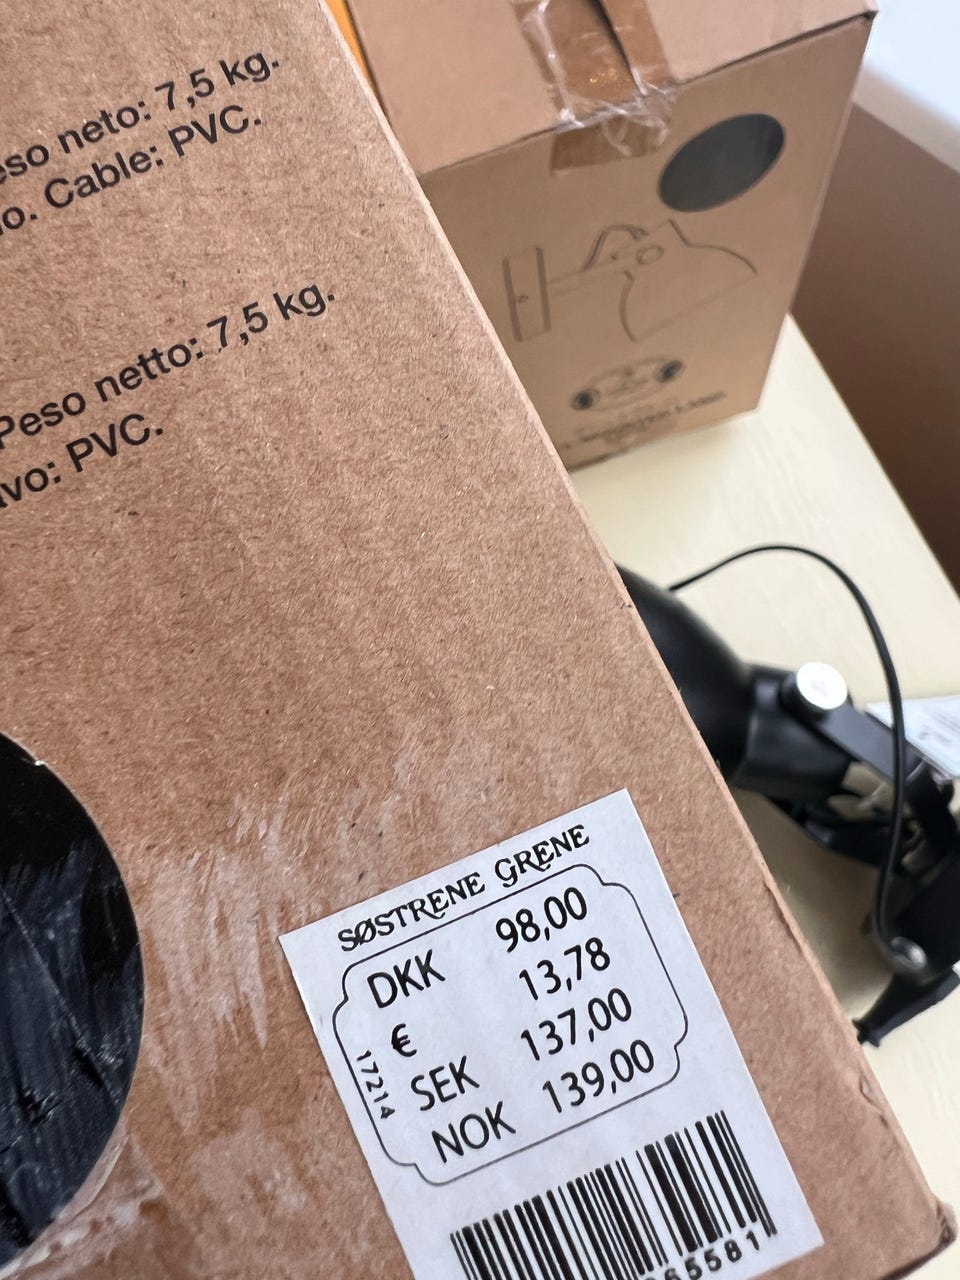 eso neto: 7,5 kg.
o. Cable: PVC.
Peso netto: 7,5 kg.
vo: PVC.
SØSTRENE GRENE
DKK 98,00
€ 13,78
SEK 137,00
NOK 139,00
17214
65581